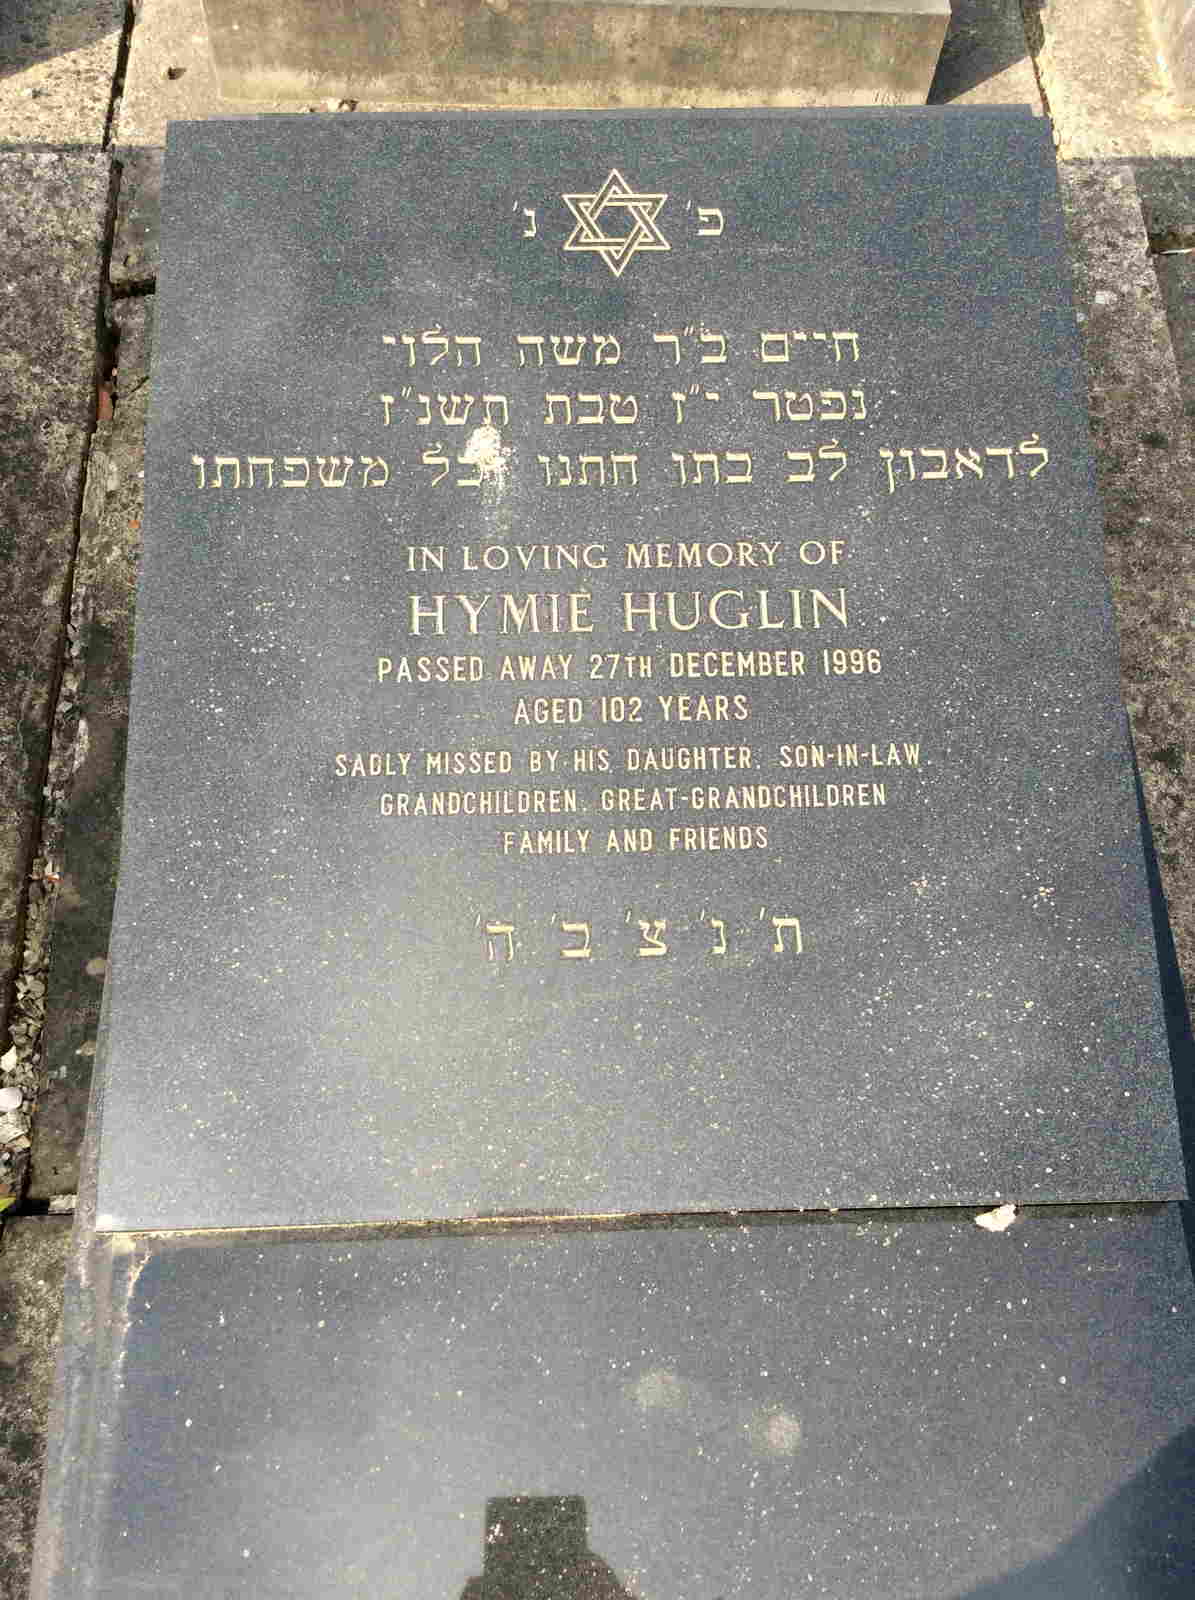 פ' נ'
חיים ב"ר משה הלוי
נפטר י"ז טבת תשנ"ז
לדאבון לב בתו חתנו וכל משפחתו
IN LOVING MEMORY OF
HYMIE HUGLIN
PASSED AWAY 27TH DECEMBER 1996
AGED 102 YEARS
SADLY MISSED BY HIS DAUGHTER, SON-IN-LAW,
GRANDCHILDREN, GREAT-GRANDCHILDREN
FAMILY AND FRIENDS
ת' נ' צ' ב' ה'